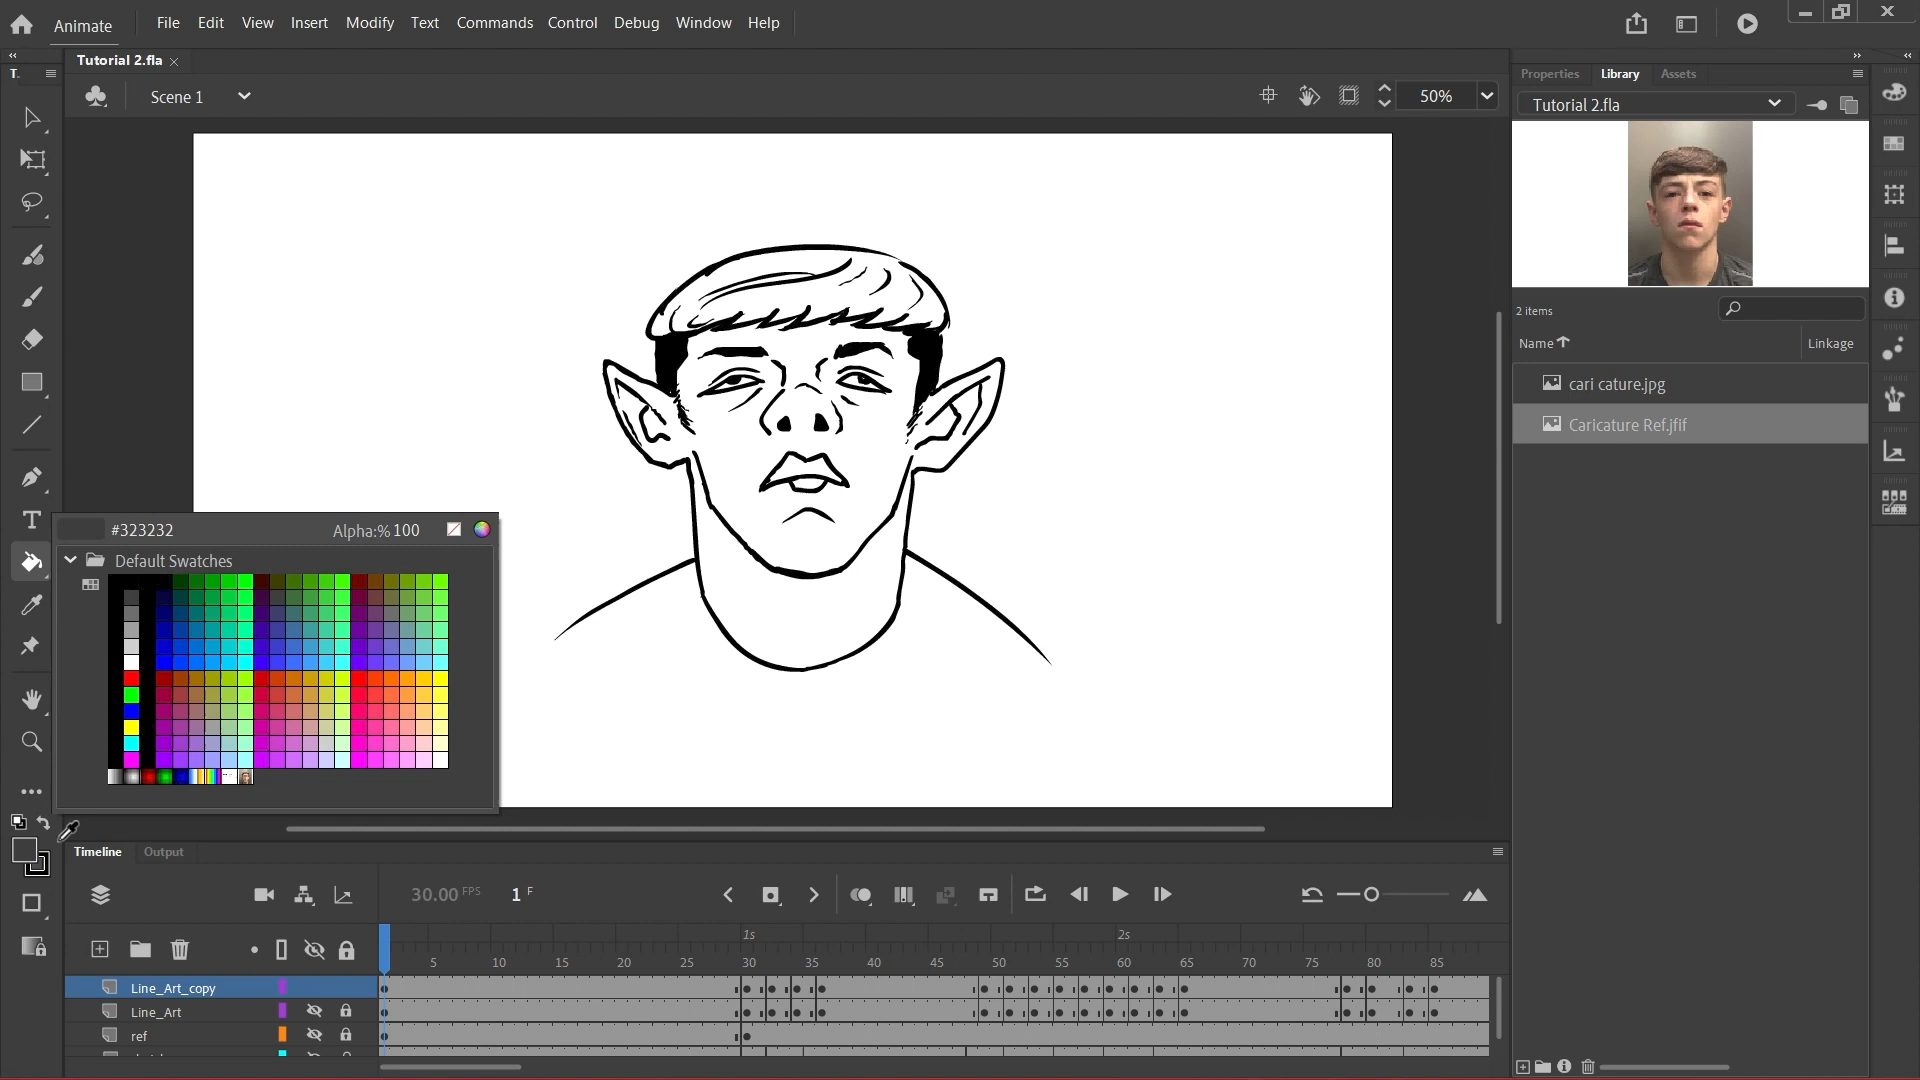 Animate
File Edit View Insert Modify Text Commands Control Debug Window Help
Tutorial 2.fla
T.
Scene 1
50%
Properties Library Assets
Tutorial 2.fla
2 items
Name Linkage
cari cature.jpg
Caricature Ref.jfif
#323232 Alpha:% 100
Default Swatches
Timeline Output
30.00 FPS 1 F
1s 2s
5 10 15 20 25 30 35 40 45 50 55 60 65 70 75 80 85
Line_Art_copy
Line_Art
ref